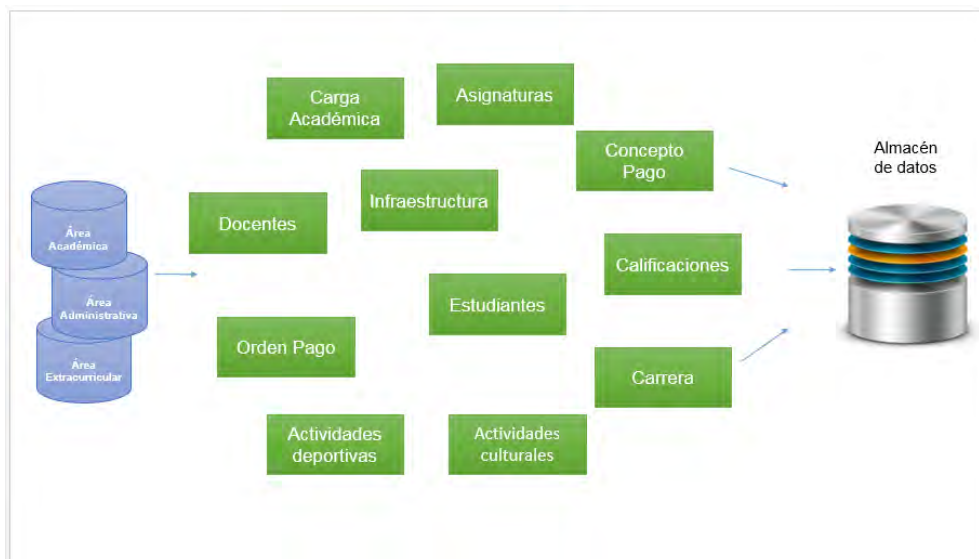 Carga
Académica
Asignaturas
Concepto
Pago
Almacén
de datos
Infraestructura
Docentes
Área
Académica
Calificaciones
Área
Administrativa
Estudiantes
Orden Pago
Área
Extracurricular
Carrera
Actividades
deportivas
Actividades
culturales